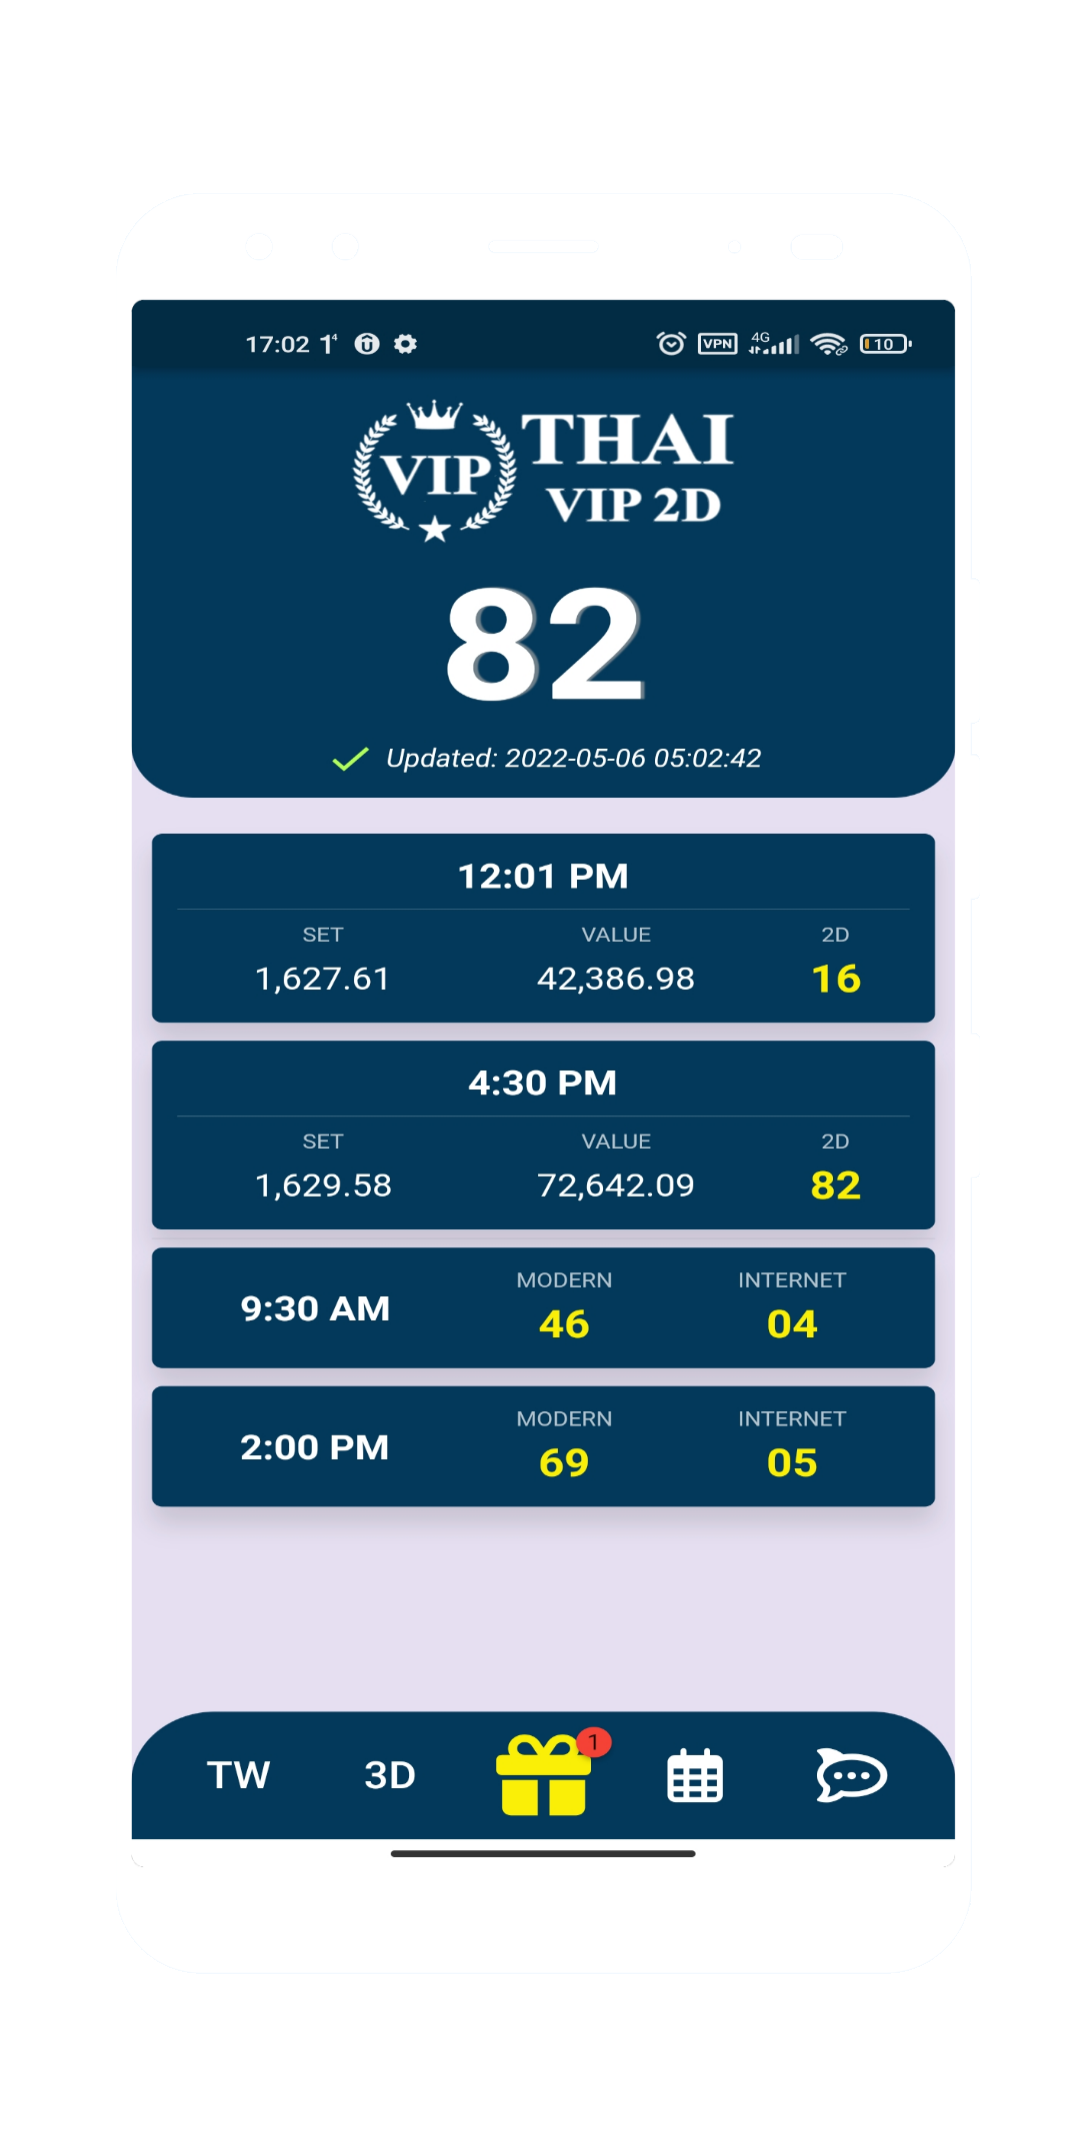 17:02 1⁴ VPN 4G 10
VIP THAI
VIP 2D
82
Updated: 2022-05-06 05:02:42
12:01 PM
SET VALUE 2D
1,627.61 42,386.98 16
4:30 PM
SET VALUE 2D
1,629.58 72,642.09 82
MODERN INTERNET
9:30 AM 46 04
MODERN INTERNET
2:00 PM 69 05
1
TW 3D